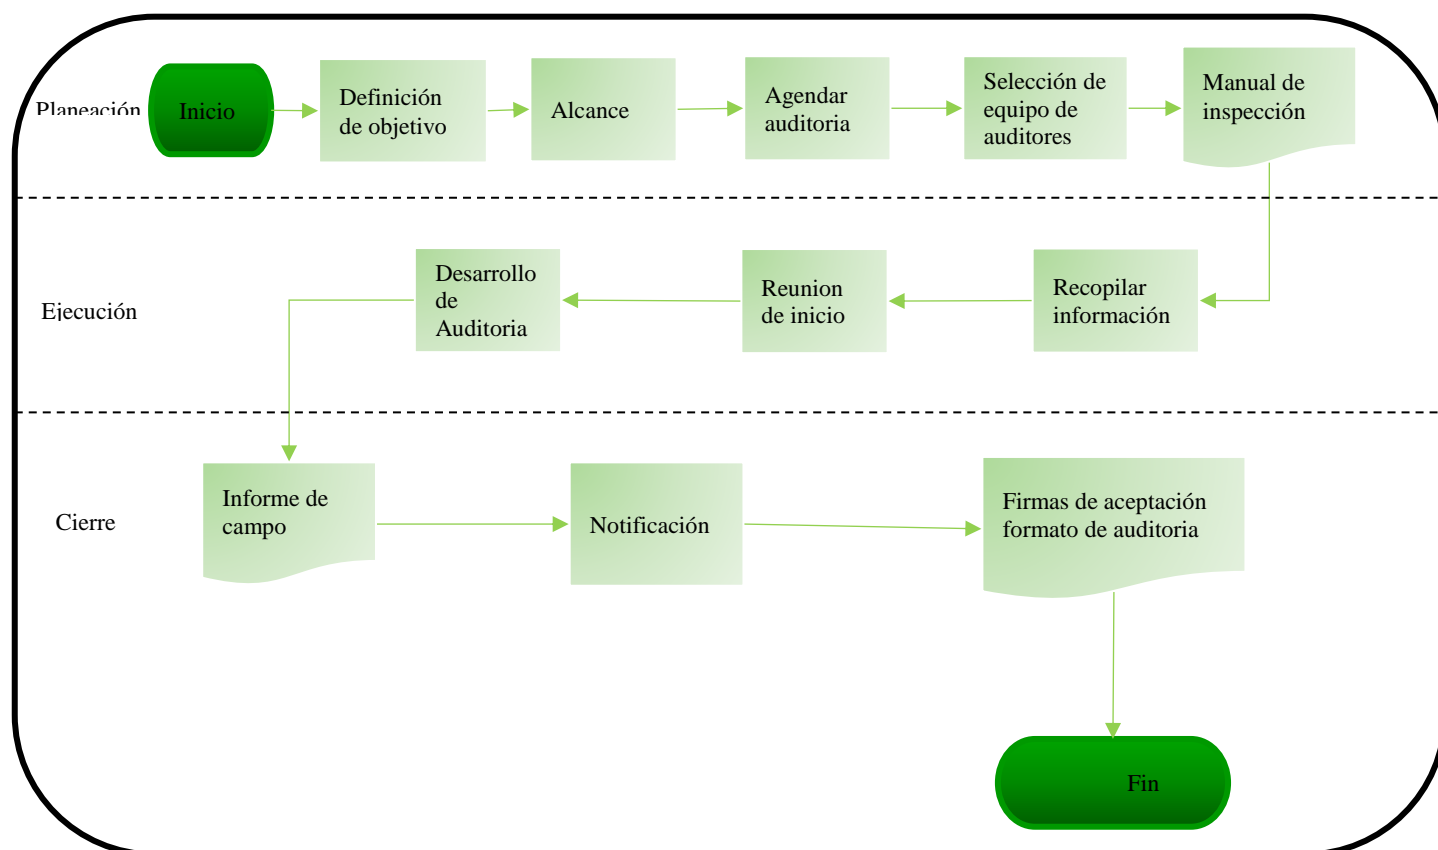 Planeación
Inicio
Definición
de objetivo
Alcance
Agendar
auditoria
Selección de
equipo de
auditores
Manual de
inspección
Ejecución
Desarrollo
de
Auditoria
Reunion
de inicio
Recopilar
información
Cierre
Informe de
campo
Notificación
Firmas de aceptación
formato de auditoria
Fin